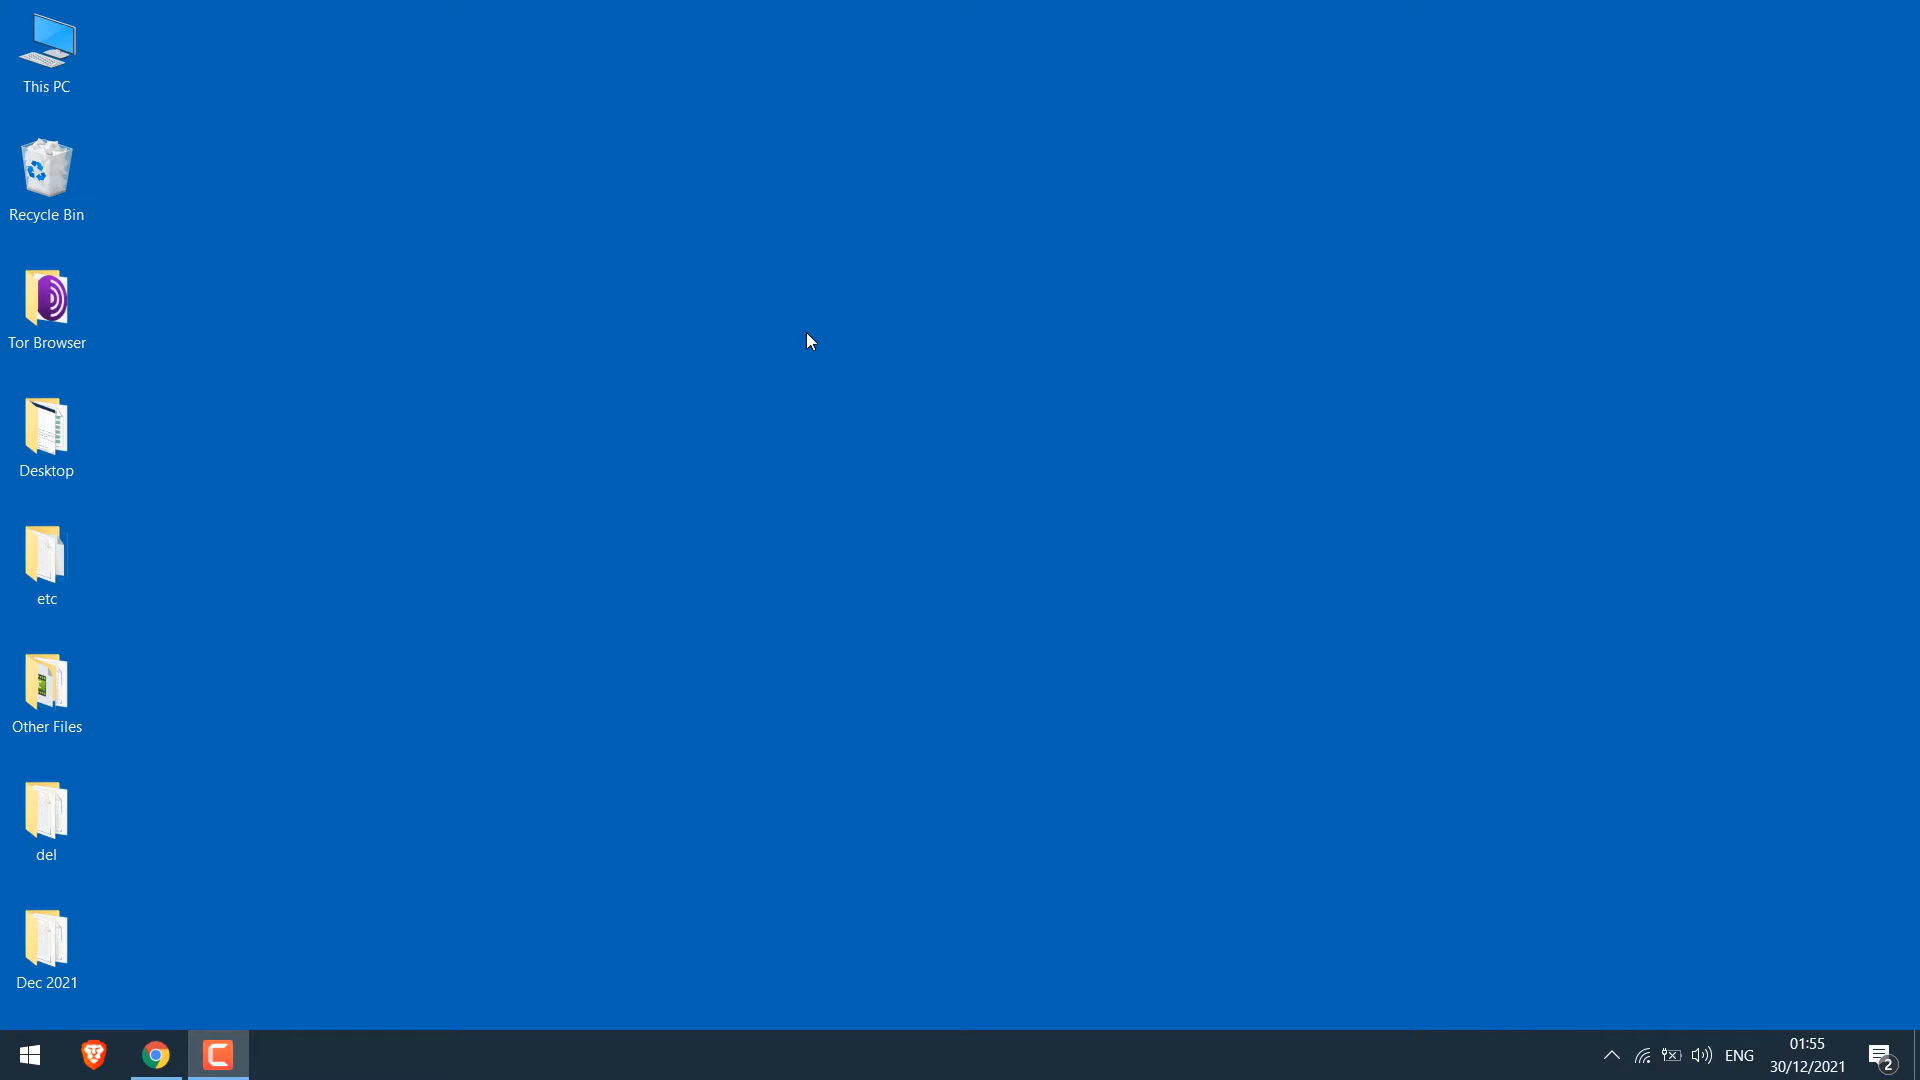 This PC
Recycle Bin
Tor Browser
Desktop
etc
Other Files
del
Dec 2021
ENG
01:55
30/12/2021
2